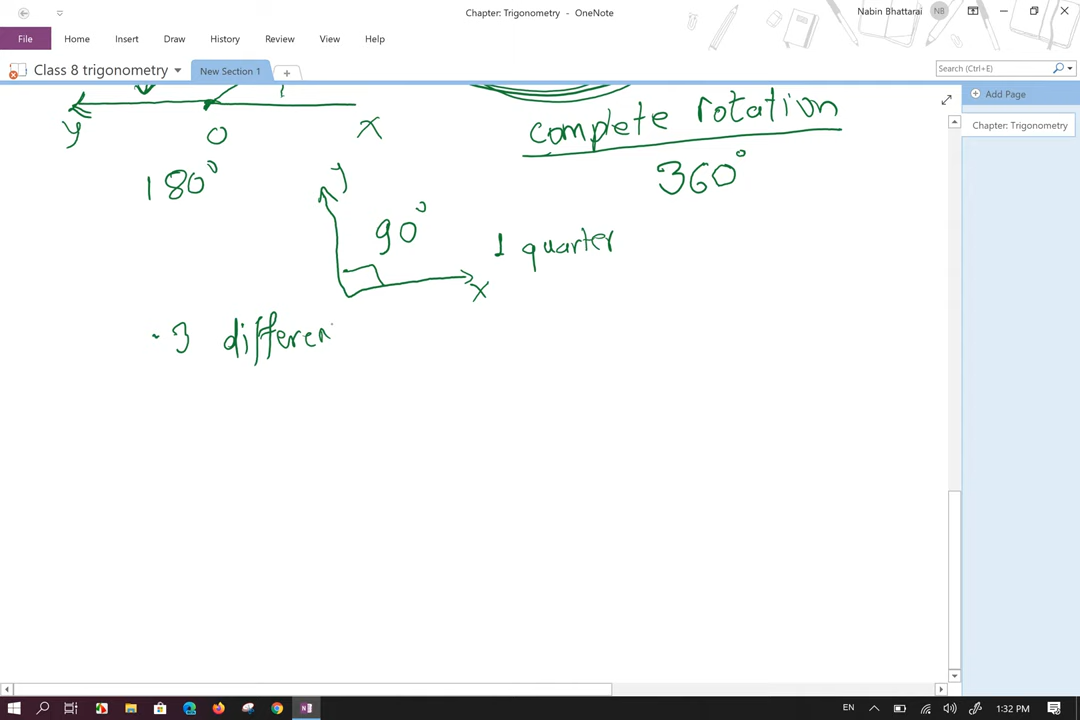 Chapter: Trigonometry - OneNote
Nabin Bhattarai
NB
File
Home
Insert
Draw
History
Review
View
Help
Class 8 trigonometry
New Section 1
+
Search (Ctrl+E)
Add Page
Chapter: Trigonometry
y
0
x
complete rotation
180°
360°
y
90°
1 quarter
x
· 3 differen
EN
1:32 PM